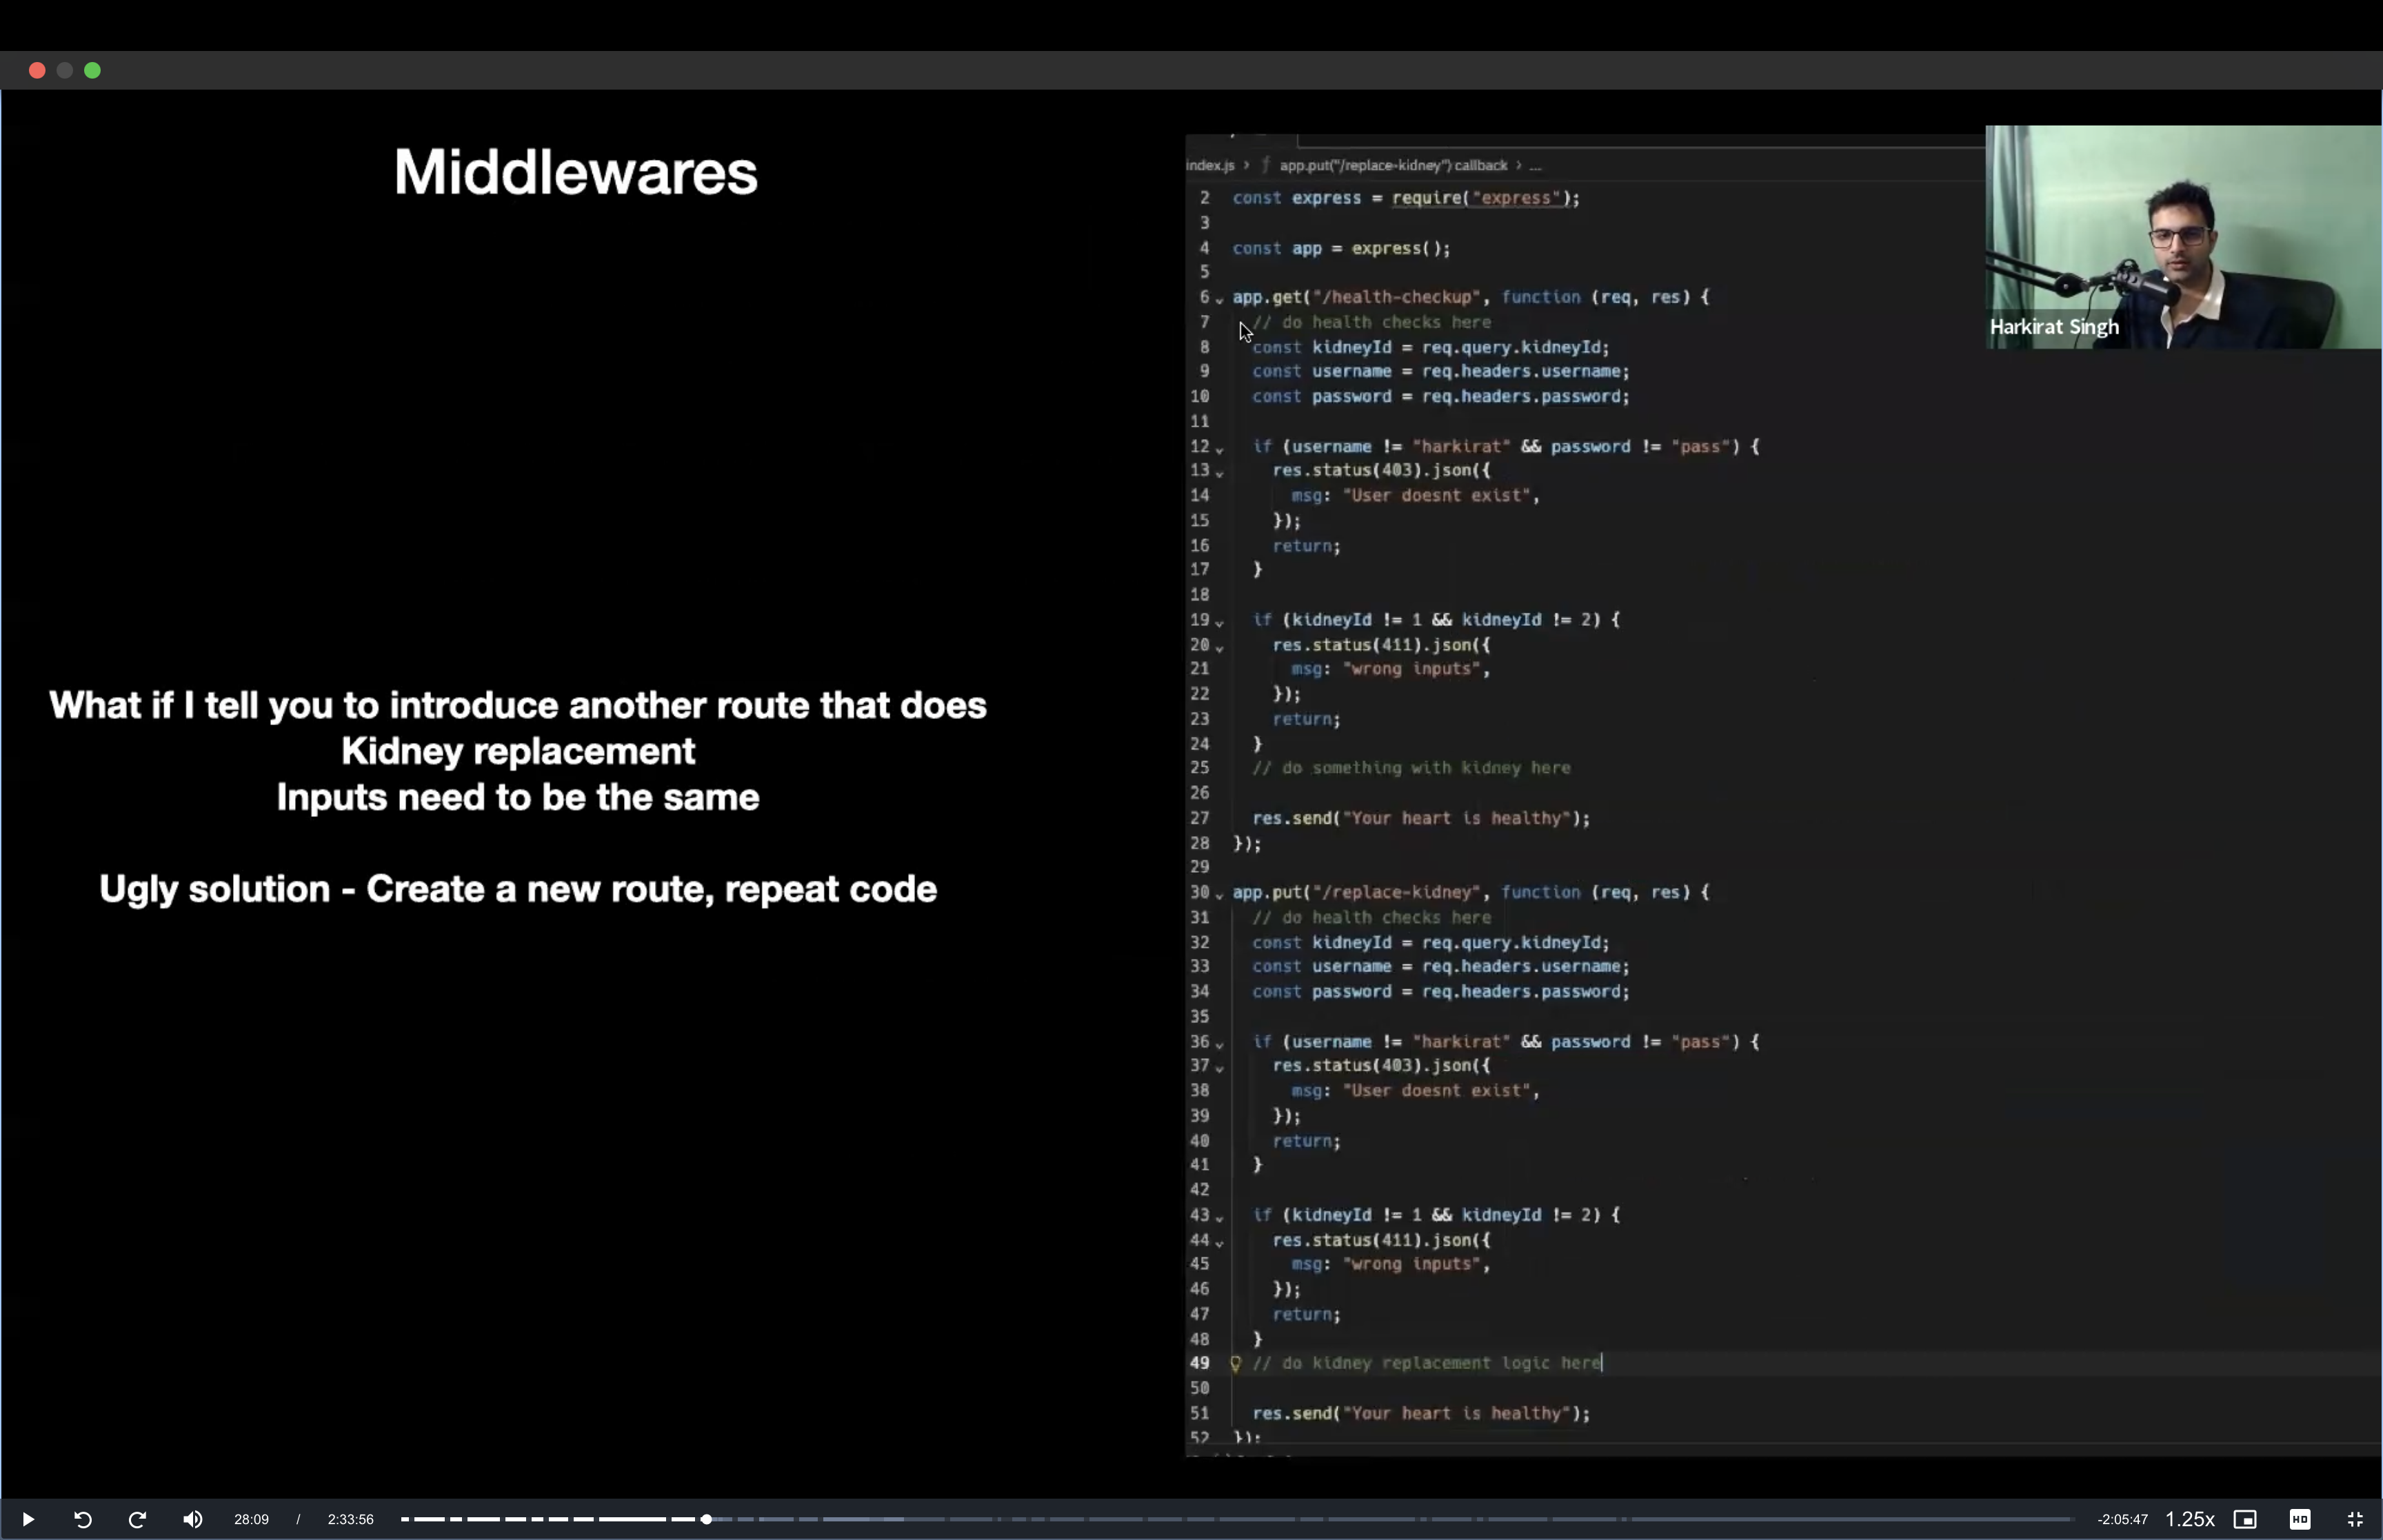 Middlewares
What if I tell you to introduce another route that does
Kidney replacement
Inputs need to be the same
Ugly solution - Create a new route, repeat code
index.js > app.put("/replace-kidney") callback > ...
2 const express = require("express");
3
4 const app = express();
5
6 app.get("/health-checkup", function (req, res) {
7 // do health checks here
8 const kidneyId = req.query.kidneyId;
9 const username = req.headers.username;
10 const password = req.headers.password;
11
12 if (username != "harkirat" && password != "pass") {
13 res.status(403).json({
14 msg: "User doesnt exist",
15 });
16 return;
17 }
18
19 if (kidneyId != 1 && kidneyId != 2) {
20 res.status(411).json({
21 msg: "wrong inputs",
22 });
23 return;
24 }
25 // do something with kidney here
26
27 res.send("Your heart is healthy");
28 });
29
30 app.put("/replace-kidney", function (req, res) {
31 // do health checks here
32 const kidneyId = req.query.kidneyId;
33 const username = req.headers.username;
34 const password = req.headers.password;
35
36 if (username != "harkirat" && password != "pass") {
37 res.status(403).json({
38 msg: "User doesnt exist",
39 });
40 return;
41 }
42
43 if (kidneyId != 1 && kidneyId != 2) {
44 res.status(411).json({
45 msg: "wrong inputs",
46 });
47 return;
48 }
49 // do kidney replacement logic here
50
51 res.send("Your heart is healthy");
52 });
Harkirat Singh
28:09 / 2:33:56 -2:05:47 1.25x HD